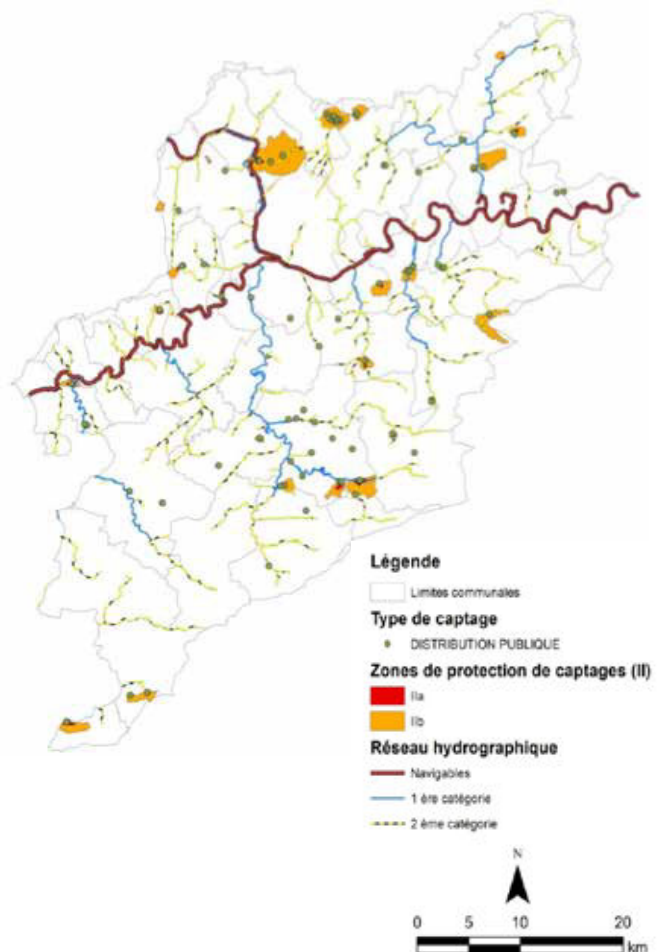 Légende
Limites communales
Type de captage
DISTRIBUTION PUBLIQUE
Zones de protection de captages (II)
IIa
IIb
Réseau hydrographique
Navigables
1 ère catégorie
2 ème catégorie
N
0 5 10 20
km